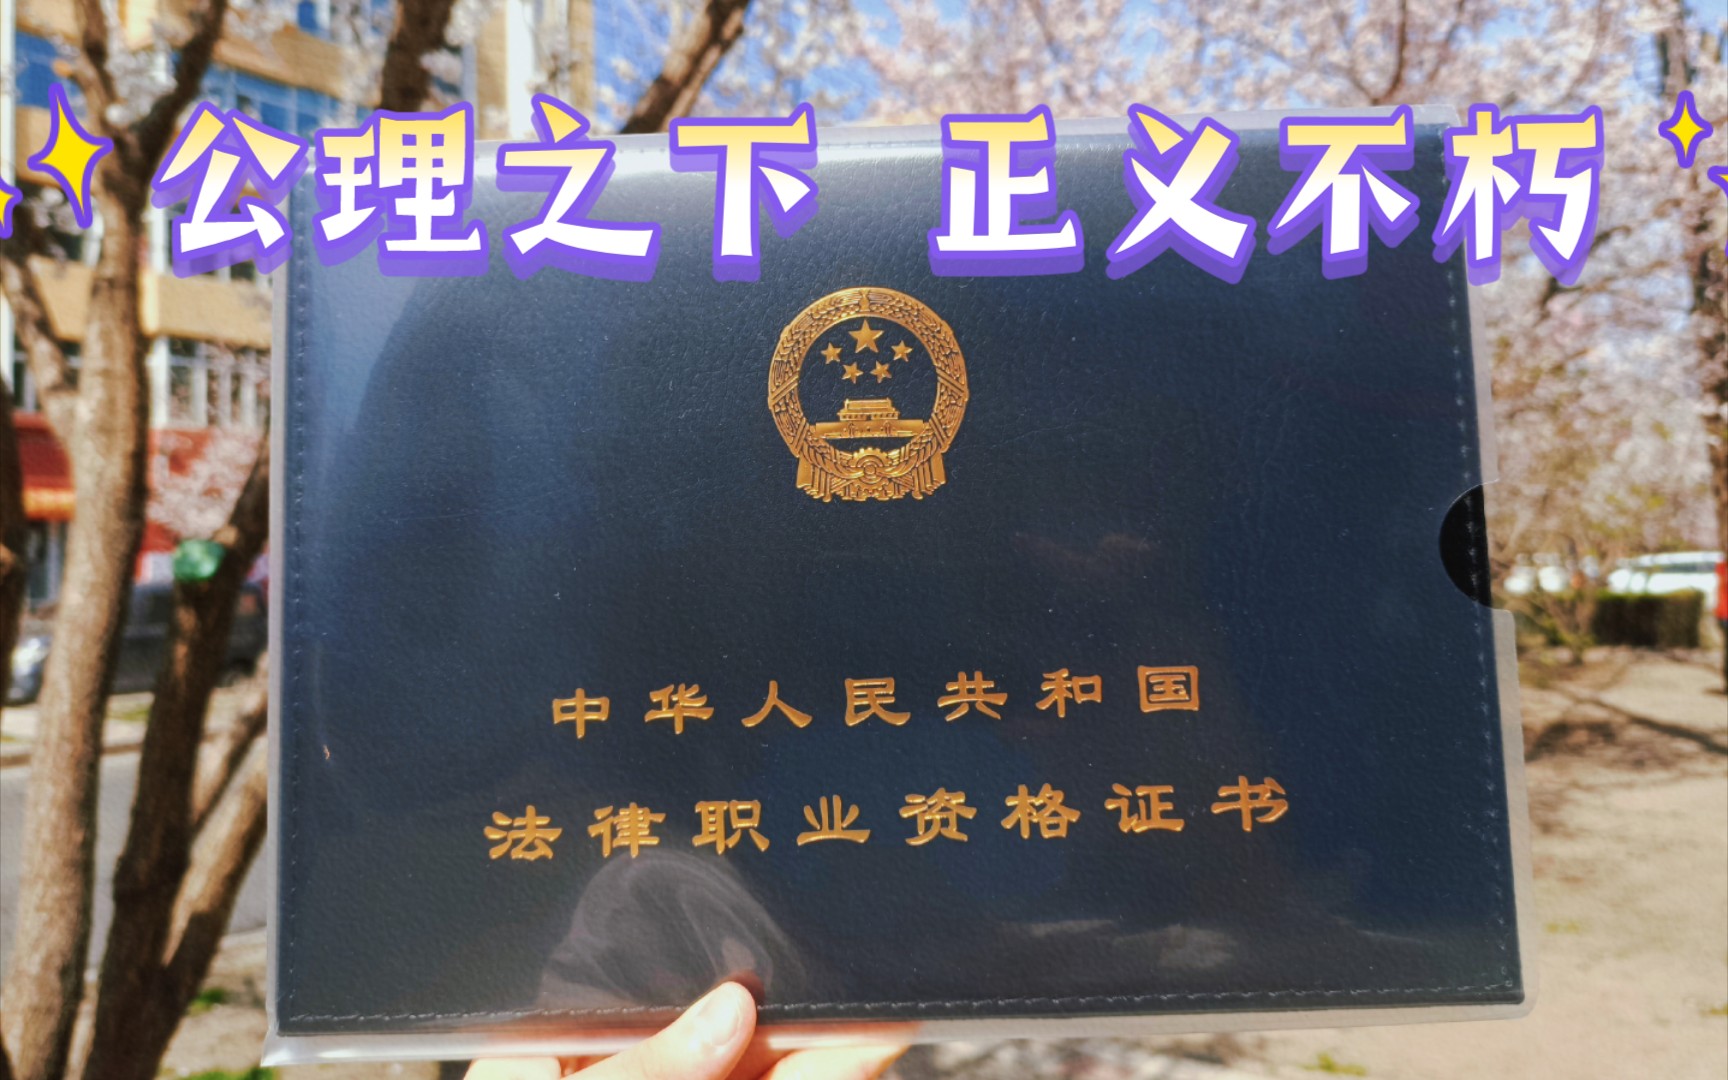 公理之下 正义不朽
中华人民共和国
法律职业资格证书